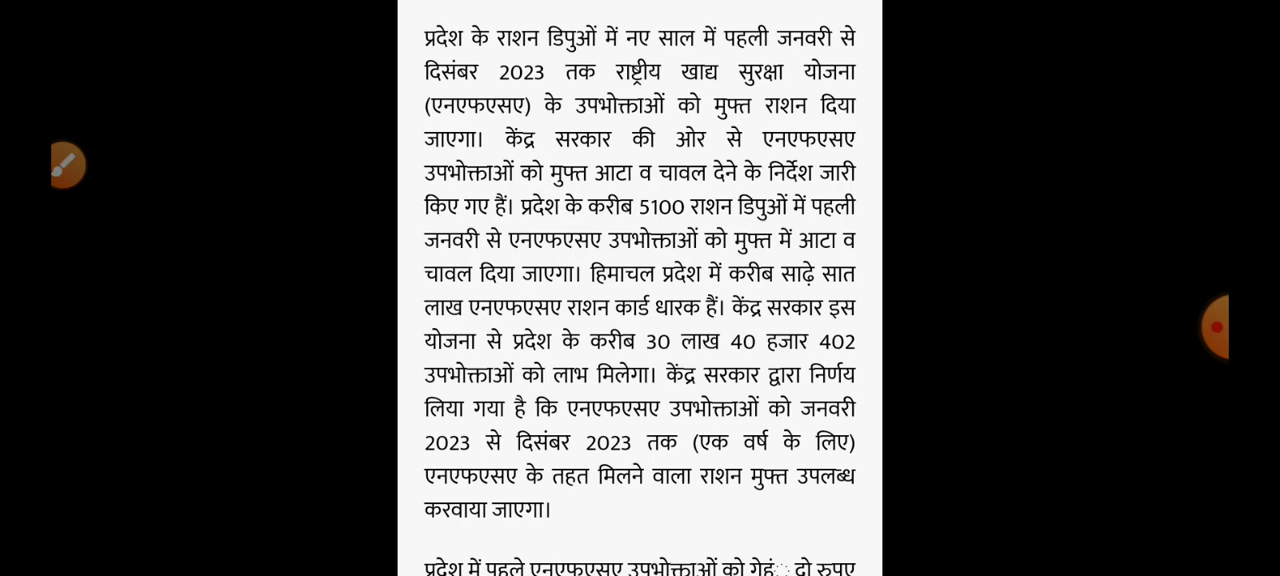 प्रदेश के राशन डिपुओं में नए साल में पहली जनवरी से
दिसंबर 2023 तक राष्ट्रीय खाद्य सुरक्षा योजना
(एनएफएसए) के उपभोक्ताओं को मुफ्त राशन दिया
जाएगा। केंद्र सरकार की ओर से एनएफएसए
उपभोक्ताओं को मुफ्त आटा व चावल देने के निर्देश जारी
किए गए हैं। प्रदेश के करीब 5100 राशन डिपुओं में पहली
जनवरी से एनएफएसए उपभोक्ताओं को मुफ्त में आटा व
चावल दिया जाएगा। हिमाचल प्रदेश में करीब साढ़े सात
लाख एनएफएसए राशन कार्ड धारक हैं। केंद्र सरकार इस
योजना से प्रदेश के करीब 30 लाख 40 हजार 402
उपभोक्ताओं को लाभ मिलेगा। केंद्र सरकार द्वारा निर्णय
लिया गया है कि एनएफएसए उपभोक्ताओं को जनवरी
2023 से दिसंबर 2023 तक (एक वर्ष के लिए)
एनएफएसए के तहत मिलने वाला राशन मुफ्त उपलब्ध
करवाया जाएगा।
प्रदेश में पहले एनएफएसए उपभोक्ताओं को गेहंु दो रुपए